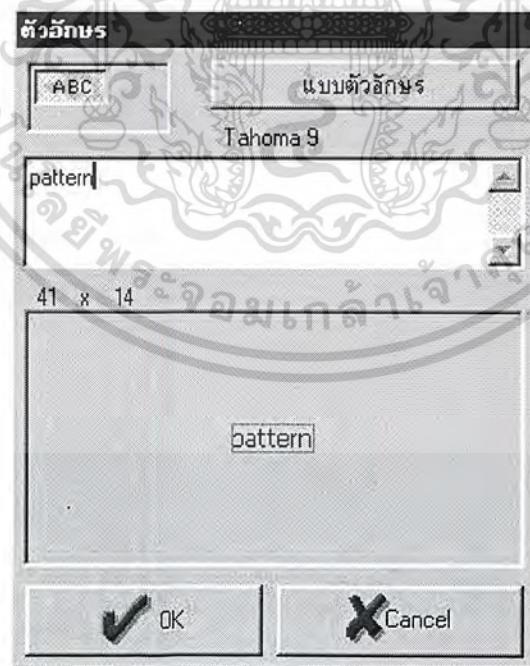 ตัวอักษร
ABC
แบบตัวอักษร
Tahoma 9
pattern
41 x 14
pattern
OK
Cancel